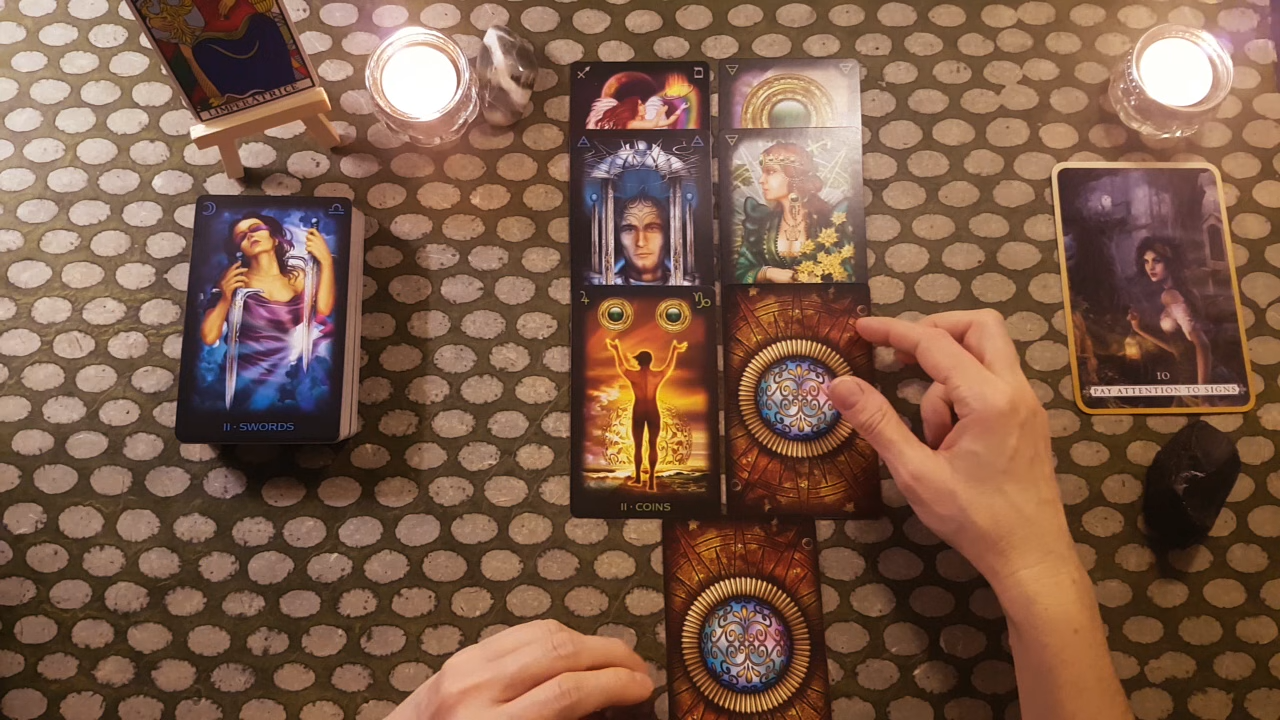 L'IMPERATRICE
II • SWORDS
II • COINS
10
PAY ATTENTION TO SIGNS